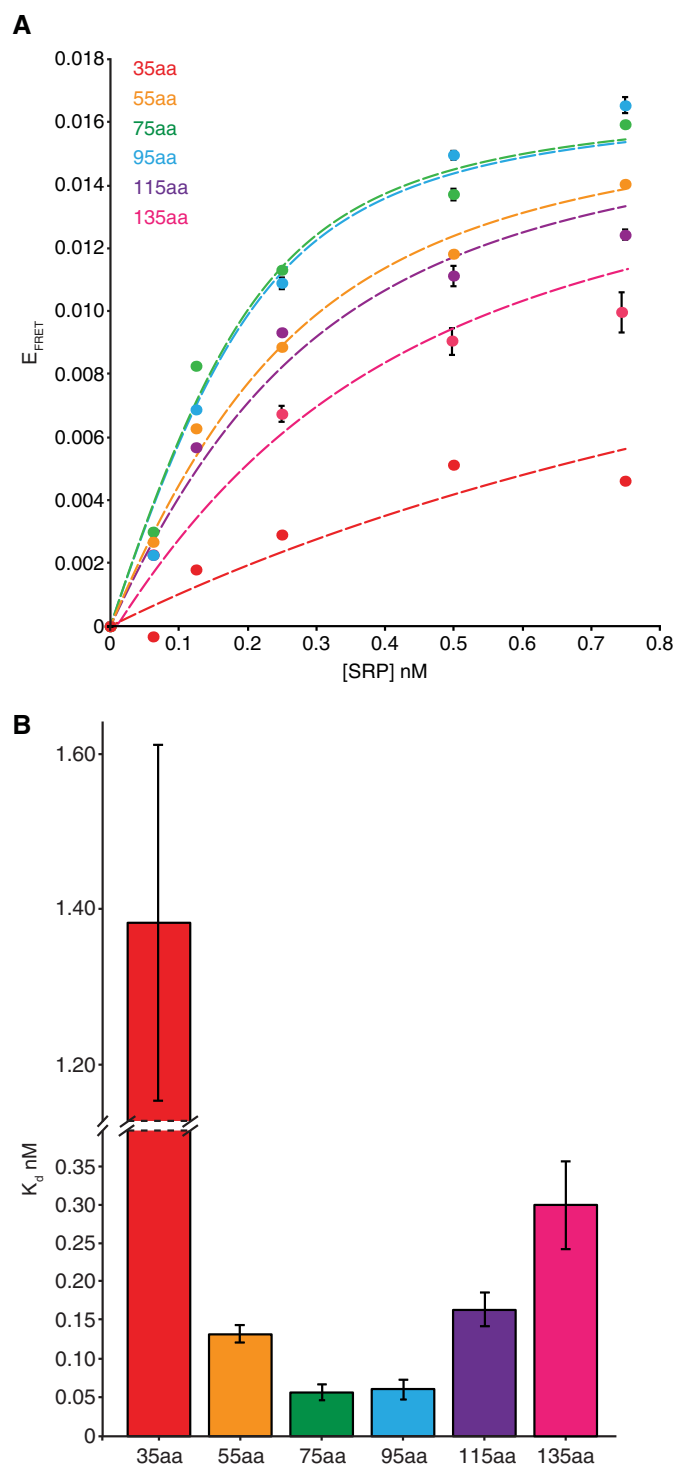 A
0.018
0.016
0.014
0.012
0.010
0.008
0.006
0.004
0.002
0
E_FRET
35aa
55aa
75aa
95aa
115aa
135aa
0 0.1 0.2 0.3 0.4 0.5 0.6 0.7 0.8
[SRP] nM
B
1.60
1.40
1.20
0.35
0.30
0.25
0.20
0.15
0.10
0.05
0
K_d nM
35aa 55aa 75aa 95aa 115aa 135aa